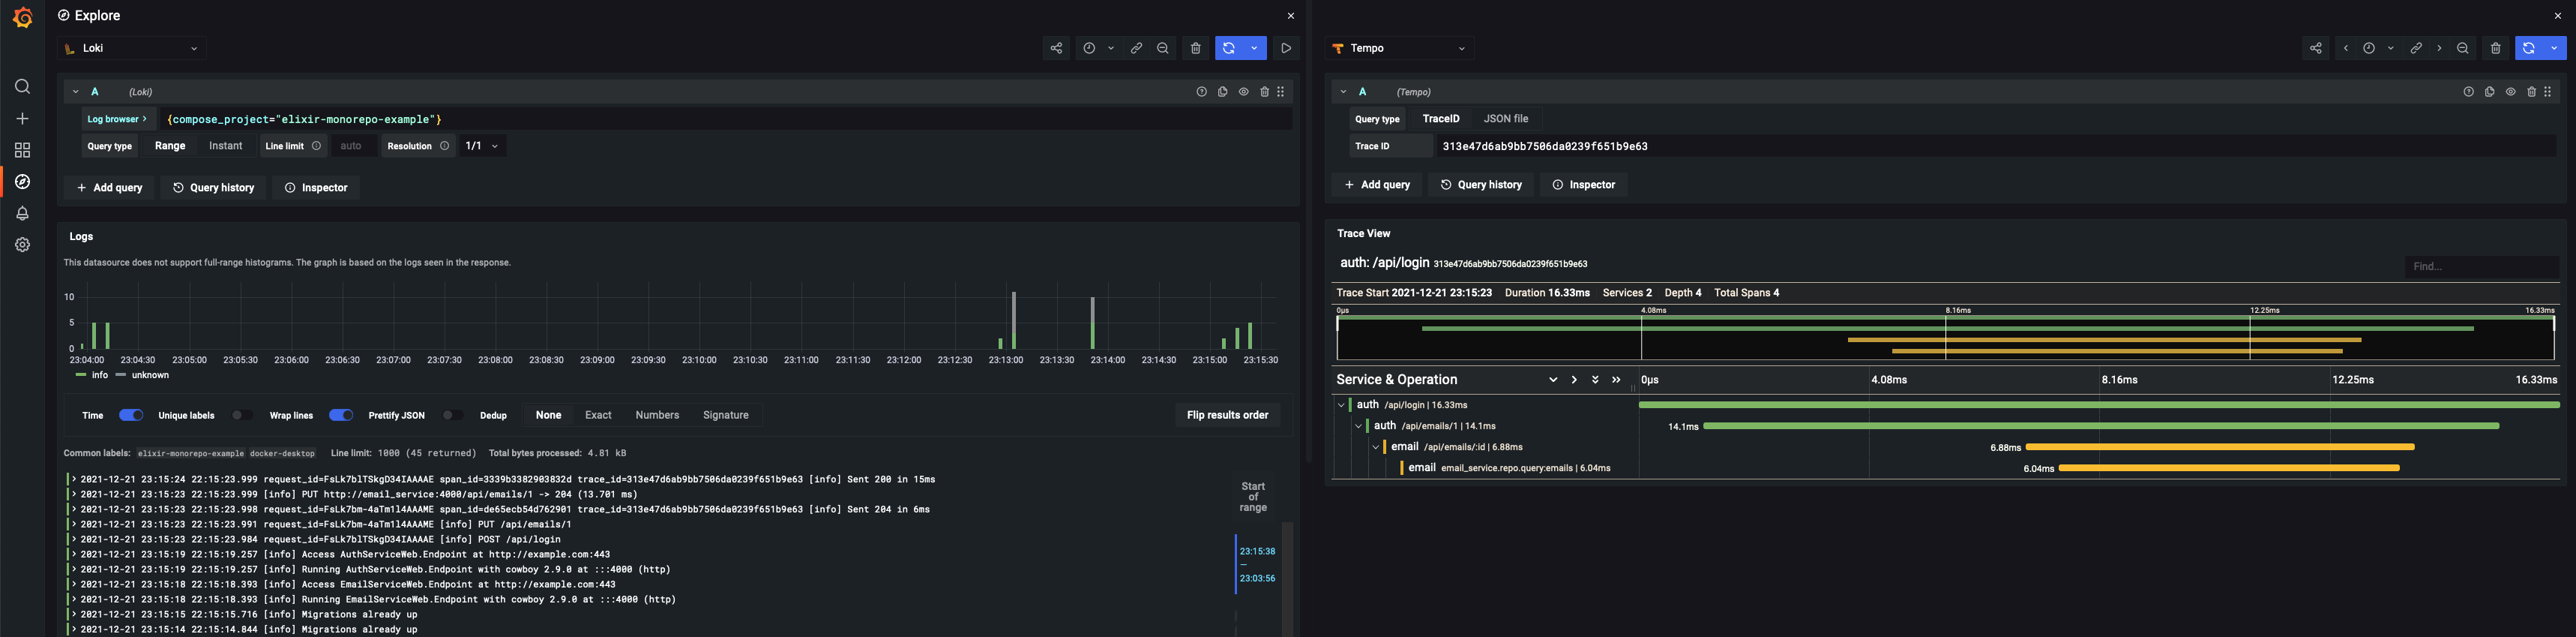 Explore
Loki
A (Loki)
Log browser > {compose_project="elixir-monorepo-example"}
Query type Range Instant Line limit auto Resolution 1/1
+ Add query Query history Inspector
Logs
This datasource does not support full-range histograms. The graph is based on the logs seen in the response.
10
5
0
23:04:00 23:04:30 23:05:00 23:05:30 23:06:00 23:06:30 23:07:00 23:07:30 23:08:00 23:08:30 23:09:00 23:09:30 23:10:00 23:10:30 23:11:00 23:11:30 23:12:00 23:12:30 23:13:00 23:13:30 23:14:00 23:14:30 23:15:00 23:15:30
info unknown
Time Unique labels Wrap lines Prettify JSON Dedup None Exact Numbers Signature Flip results order
Common labels: elixir-monorepo-example docker-desktop Line limit: 1000 (45 returned) Total bytes processed: 4.81 kB
> 2021-12-21 23:15:24 22:15:23.999 request_id=FsLk7blTSkgD34IAAAAE span_id=3339b3382903832d trace_id=313e47d6ab9bb7506da0239f651b9e63 [info] Sent 200 in 15ms
> 2021-12-21 23:15:23 22:15:23.999 [info] PUT http://email_service:4000/api/emails/1 -> 204 (13.701 ms)
> 2021-12-21 23:15:23 22:15:23.998 request_id=FsLk7bm-4aTm1l4AAAME span_id=de65ecb54d762901 trace_id=313e47d6ab9bb7506da0239f651b9e63 [info] Sent 204 in 6ms
> 2021-12-21 23:15:23 22:15:23.991 request_id=FsLk7bm-4aTm1l4AAAME [info] PUT /api/emails/1
> 2021-12-21 23:15:23 22:15:23.984 request_id=FsLk7blTSkgD34IAAAAE [info] POST /api/login
> 2021-12-21 23:15:19 22:15:19.257 [info] Access AuthServiceWeb.Endpoint at http://example.com:443
> 2021-12-21 23:15:19 22:15:19.257 [info] Running AuthServiceWeb.Endpoint with cowboy 2.9.0 at :::4000 (http)
> 2021-12-21 23:15:18 22:15:18.393 [info] Access EmailServiceWeb.Endpoint at http://example.com:443
> 2021-12-21 23:15:18 22:15:18.393 [info] Running EmailServiceWeb.Endpoint with cowboy 2.9.0 at :::4000 (http)
> 2021-12-21 23:15:15 22:15:15.716 [info] Migrations already up
> 2021-12-21 23:15:14 22:15:14.844 [info] Migrations already up
Start
of
range
23:15:38
—
23:03:56
Tempo
A (Tempo)
Query type TraceID JSON file
Trace ID 313e47d6ab9bb7506da0239f651b9e63
+ Add query Query history Inspector
Trace View
auth: /api/login 313e47d6ab9bb7506da0239f651b9e63
Find...
Trace Start 2021-12-21 23:15:23 Duration 16.33ms Services 2 Depth 4 Total Spans 4
0μs 4.08ms 8.16ms 12.25ms 16.33ms
Service & Operation 0μs 4.08ms 8.16ms 12.25ms 16.33ms
auth /api/login | 16.33ms
auth /api/emails/1 | 14.1ms 14.1ms
email /api/emails/:id | 6.88ms 6.88ms
email email_service.repo.query:emails | 6.04ms 6.04ms